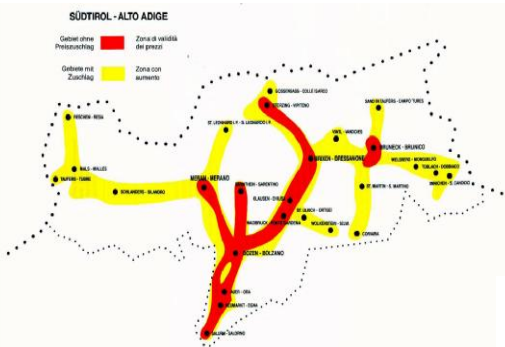 SÜDTIROL - ALTO ADIGE
Gebiet ohne
Preiszuschlag
Zona di validità
dei prezzi
Gebiete mit
Zuschlag
Zona con
aumento
GOSSENSASS - COLLE ISARCO
STERZING - VIPITENO
SAND IN TAUFERS - CAMPO TURES
RESCHEN - RESIA
ST. LEONHARD I.P. - S. LEONARDO I.P.
VINTL - VANDOIES
BRUNECK - BRUNICO
BRIXEN - BRESSANONE
WELSBERG - MONGUELFO
TOBLACH - DOBBIACO
MALS - MALLES
TAUFERS - TUBRE
MERAN - MERANO
SARNTHEIN - SARENTINO
INNICHEN - S. CANDIDO
SCHLANDERS - SILANDRO
KLAUSEN - CHIUSA
ST. MARTIN - S. MARTINO
ST. ULRICH - ORTISEI
WAIDBRUCK
GARDENA
WOLKENSTEIN - SELVA
CORVARA
BOZEN - BOLZANO
AUER - ORA
NEUMARKT - EGNA
SALURN - SALORNO